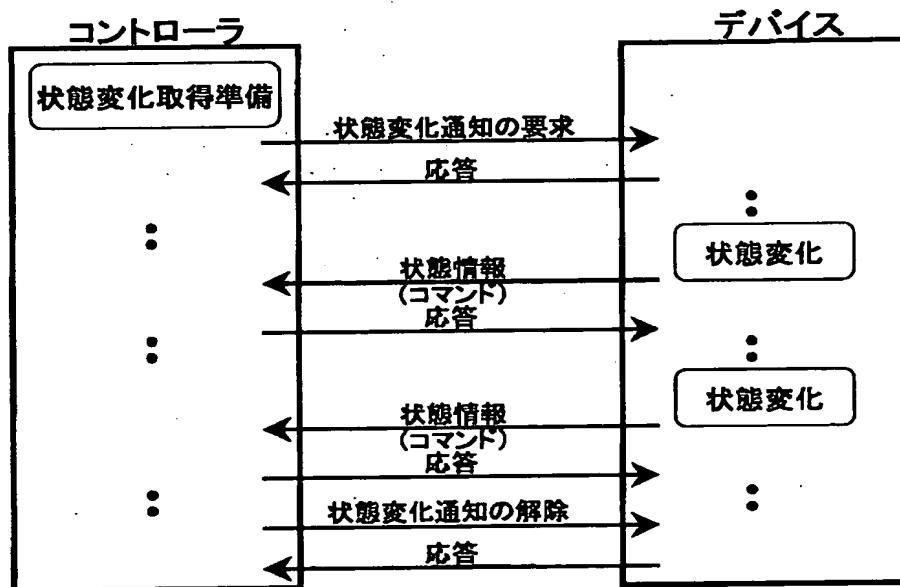 コントローラ
デバイス
状態変化取得準備
状態変化通知の要求
応答
状態変化
状態情報
(コマンド)
応答
状態変化
状態情報
(コマンド)
応答
状態変化通知の解除
応答